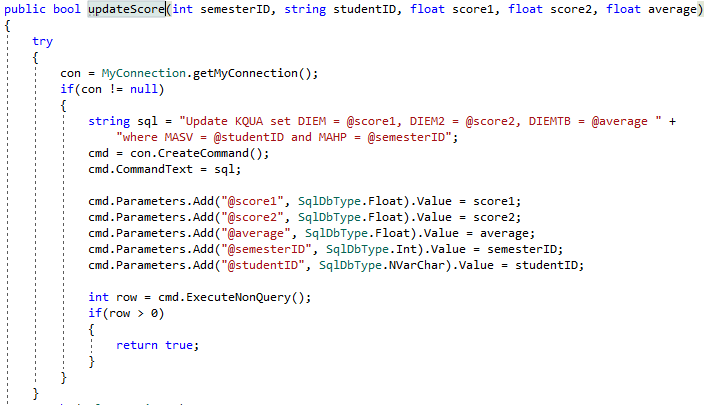 public bool updateScore(int semesterID, string studentID, float score1, float score2, float average)
{
try
{
con = MyConnection.getMyConnection();
if(con != null)
{
string sql = "Update KQUA set DIEM = @score1, DIEM2 = @score2, DIEMTB = @average " +
"where MASV = @studentID and MAHP = @semesterID";
cmd = con.CreateCommand();
cmd.CommandText = sql;
cmd.Parameters.Add("@score1", SqlDbType.Float).Value = score1;
cmd.Parameters.Add("@score2", SqlDbType.Float).Value = score2;
cmd.Parameters.Add("@average", SqlDbType.Float).Value = average;
cmd.Parameters.Add("@semesterID", SqlDbType.Int).Value = semesterID;
cmd.Parameters.Add("@studentID", SqlDbType.NVarChar).Value = studentID;
int row = cmd.ExecuteNonQuery();
if(row > 0)
{
return true;
}
}
}